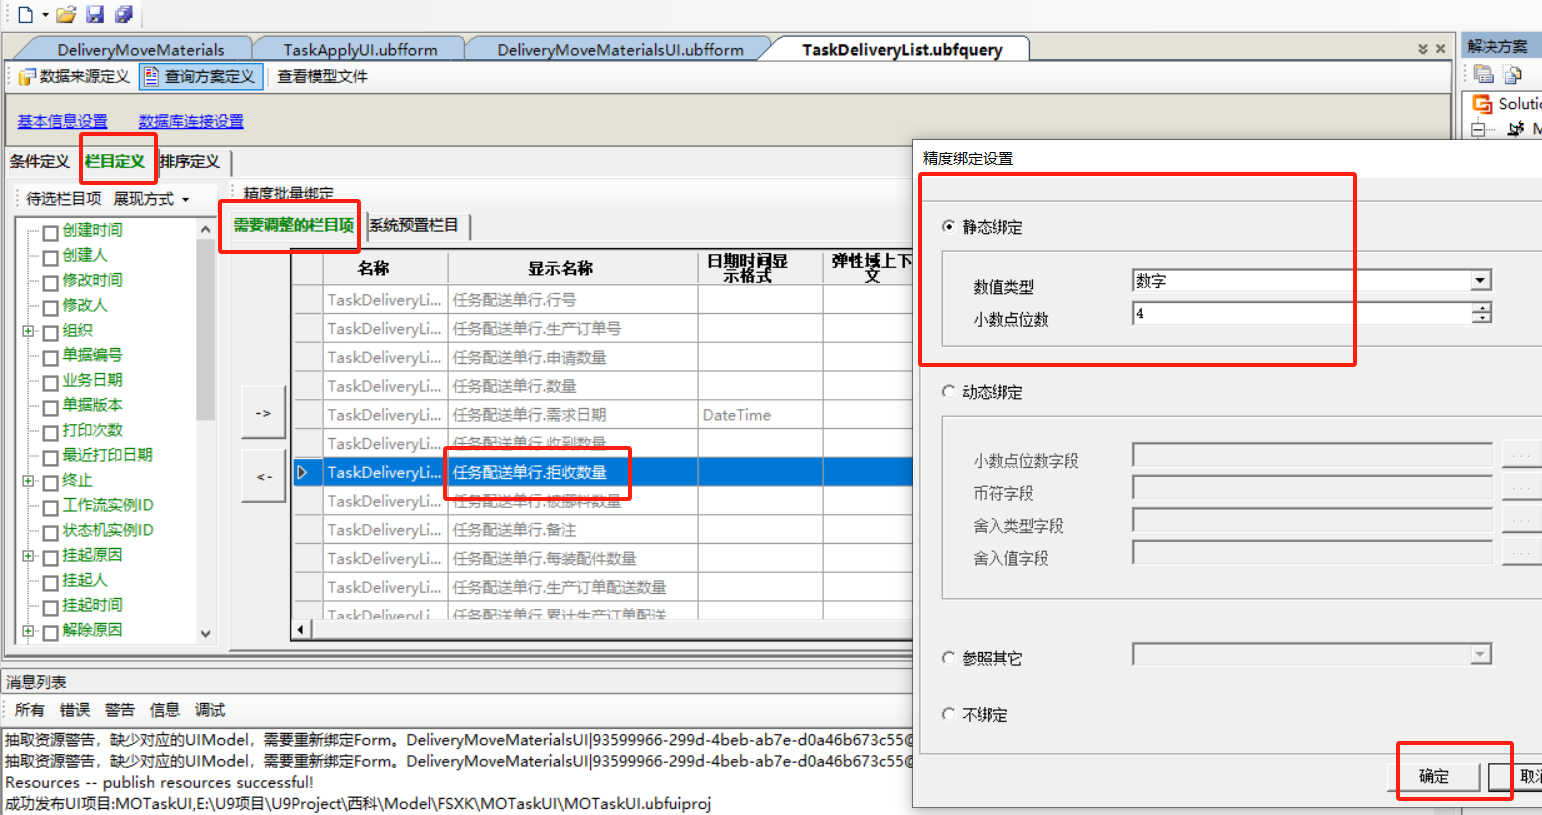 DeliveryMoveMaterials TaskApplyUI.ubfform DeliveryMoveMaterialsUI.ubfform TaskDeliveryList.ubfquery
解决方案
数据来源定义 查询方案定义 查看模型文件
基本信息设置 数据库连接设置
条件定义 栏目定义 排序定义
待选栏目项 展现方式
创建时间
创建人
修改时间
修改人
组织
单据编号
业务日期
单据版本
打印次数
最近打印日期
终止
工作流实例ID
状态机实例ID
挂起原因
挂起人
挂起时间
解除原因
精度批量绑定
需要调整的栏目项 系统预置栏目
->
<-
名称 显示名称 日期时间显示格式 弹性域上下文
TaskDeliveryLi... 任务配送单行.行号
TaskDeliveryLi... 任务配送单行.生产订单号
TaskDeliveryLi... 任务配送单行.申请数量
TaskDeliveryLi... 任务配送单行.数量
TaskDeliveryLi... 任务配送单行.需求日期 DateTime
TaskDeliveryLi... 任务配送单行.收到数量
TaskDeliveryLi... 任务配送单行.拒收数量
TaskDeliveryLi... 任务配送单行.被挪料数量
TaskDeliveryLi... 任务配送单行.备注
TaskDeliveryLi... 任务配送单行.每装配件数量
TaskDeliveryLi... 任务配送单行.生产订单配送数量
TaskDeliveryLi... 任务配送单行.累计生产订单配送
精度绑定设置
静态绑定
数值类型 数字
小数点位数 4
动态绑定
小数点位数字段 ...
币符字段 ...
舍入类型字段 ...
舍入值字段 ...
参照其它
不绑定
确定
消息列表
所有 错误 警告 信息 调试
抽取资源警告，缺少对应的UIModel，需要重新绑定Form。DeliveryMoveMaterialsUI|93599966-299d-4beb-ab7e-d0a46b673c55@
抽取资源警告，缺少对应的UIModel，需要重新绑定Form。DeliveryMoveMaterialsUI|93599966-299d-4beb-ab7e-d0a46b673c55@
Resources -- publish resources successful!
成功发布UI项目:MOTaskUI,E:\U9项目\U9Project\西科\Model\FSXK\MOTaskUI\MOTaskUI.ubfuiproj